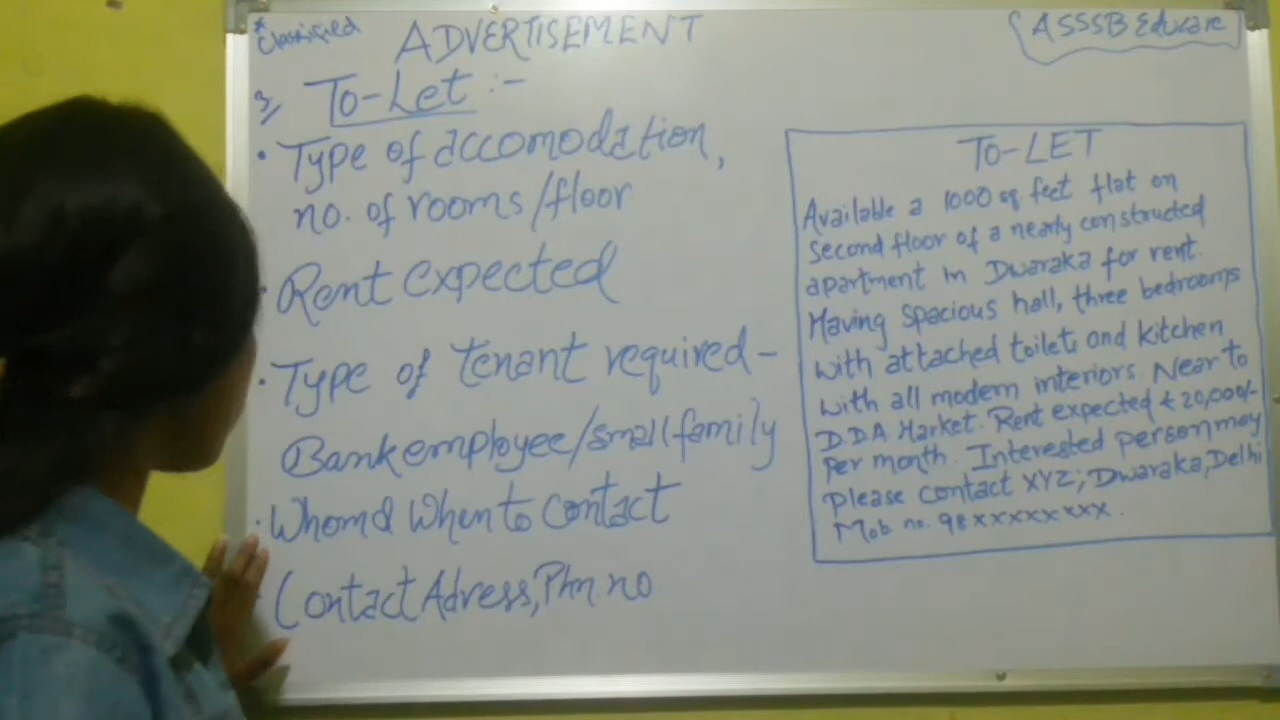 *Classified
ADVERTISEMENT
ASSSB Educare
3, To-Let :-
• Type of accomodation,
no. of rooms/floor
• Rent expected
• Type of tenant required -
Bank employee/small family
• Whom & When to contact
• Contact Adress, Phn no
TO-LET
Available a 1000 sq feet flat on
second floor of a newly constructed
apartment in Dwaraka for rent.
Having spacious hall, three bedrooms
with attached toilets and kitchen
with all modern interiors. Near to
D.D.A Market. Rent expected ₹ 20,000/-
per month. Interested person may
please contact XYZ; Dwaraka, Delhi
Mob no. 98xxxxxxxx.